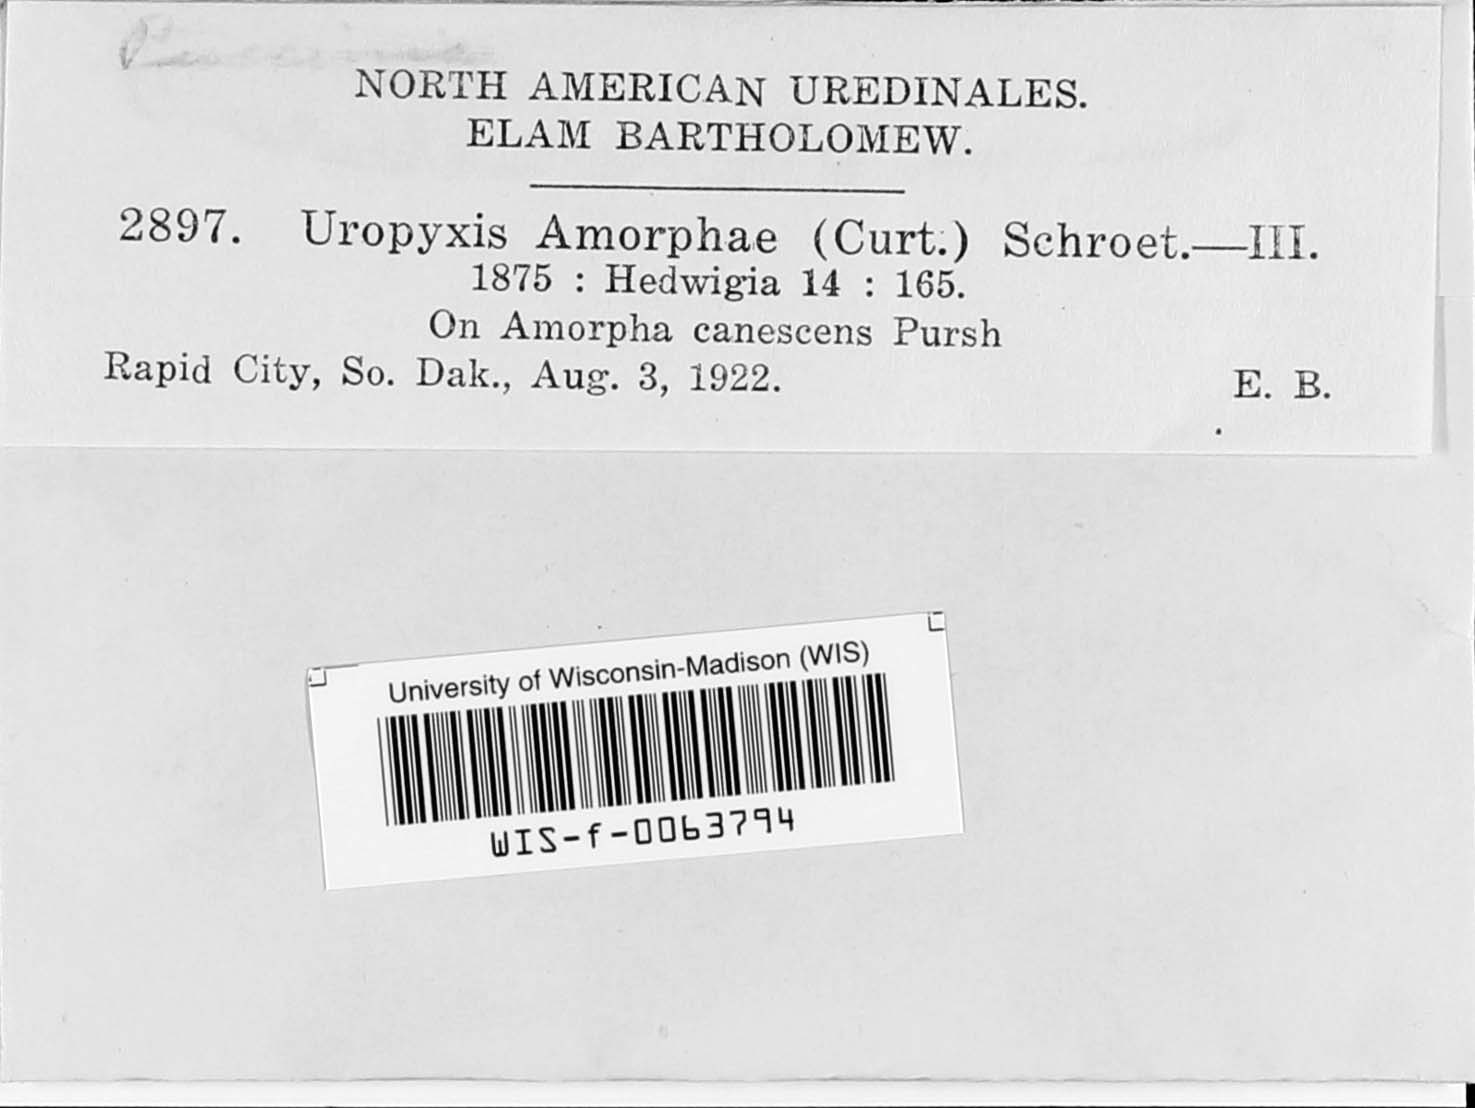 Puccinia
NORTH AMERICAN UREDINALES.
ELAM BARTHOLOMEW.
2897. Uropyxis Amorphae (Curt.) Schroet.—III.
1875 : Hedwigia 14 : 165.
On Amorpha canescens Pursh
Rapid City, So. Dak., Aug. 3, 1922. E. B.
University of Wisconsin-Madison (WIS)
WIS-f-0063794